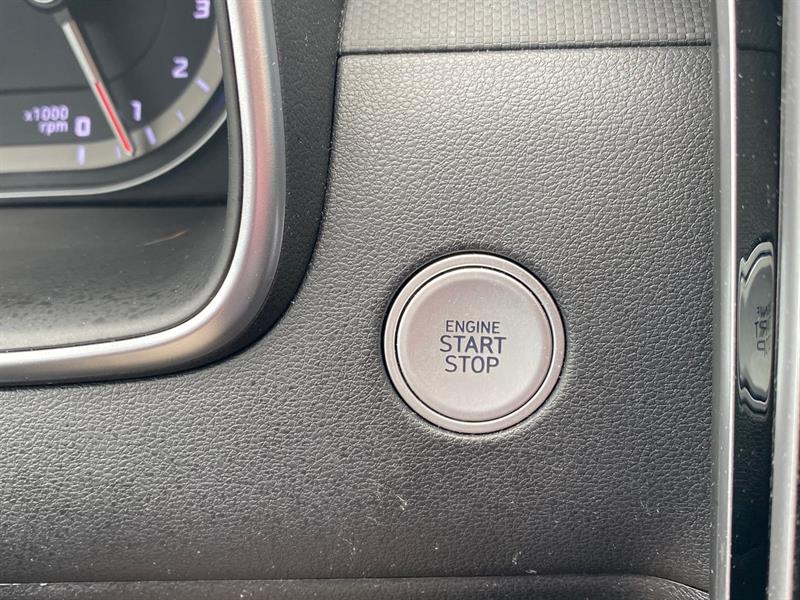 3
2
1
x1000
rpm
0
ENGINE
START
STOP